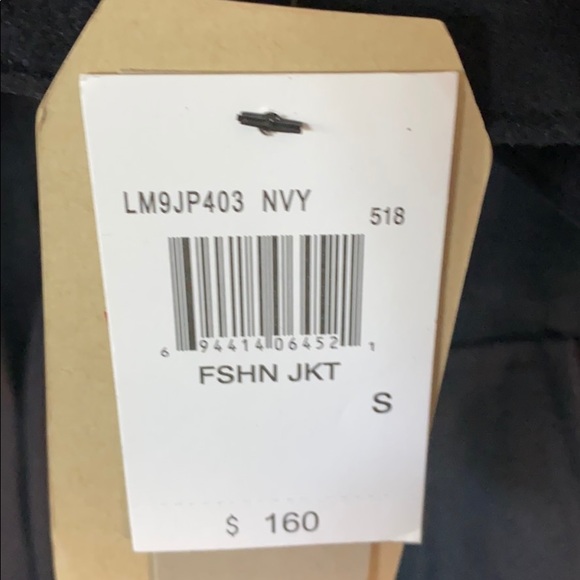 LM9JP403 NVY
518
6 94414 06452 1
FSHN JKT
S
$ 160